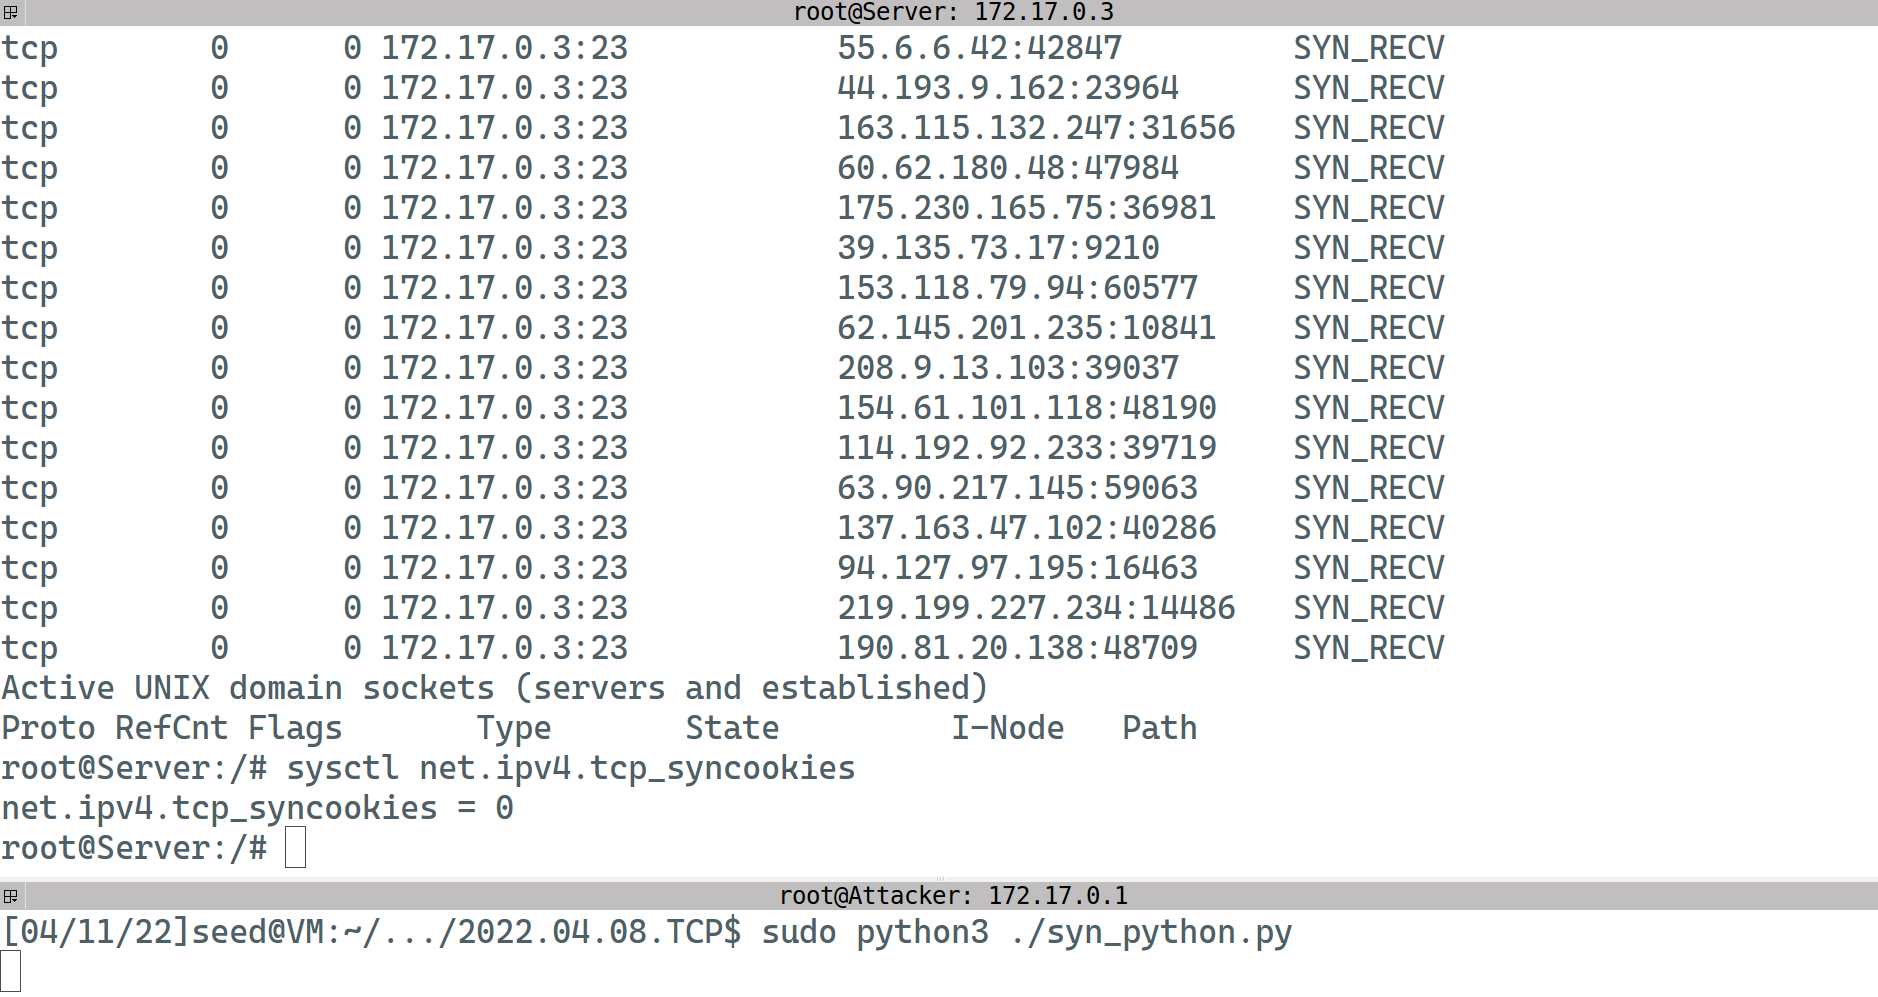 root@Server: 172.17.0.3
tcp        0      0 172.17.0.3:23           55.6.6.42:42847         SYN_RECV
tcp        0      0 172.17.0.3:23           44.193.9.162:23964      SYN_RECV
tcp        0      0 172.17.0.3:23           163.115.132.247:31656   SYN_RECV
tcp        0      0 172.17.0.3:23           60.62.180.48:47984      SYN_RECV
tcp        0      0 172.17.0.3:23           175.230.165.75:36981    SYN_RECV
tcp        0      0 172.17.0.3:23           39.135.73.17:9210       SYN_RECV
tcp        0      0 172.17.0.3:23           153.118.79.94:60577     SYN_RECV
tcp        0      0 172.17.0.3:23           62.145.201.235:10841    SYN_RECV
tcp        0      0 172.17.0.3:23           208.9.13.103:39037      SYN_RECV
tcp        0      0 172.17.0.3:23           154.61.101.118:48190    SYN_RECV
tcp        0      0 172.17.0.3:23           114.192.92.233:39719    SYN_RECV
tcp        0      0 172.17.0.3:23           63.90.217.145:59063     SYN_RECV
tcp        0      0 172.17.0.3:23           137.163.47.102:40286    SYN_RECV
tcp        0      0 172.17.0.3:23           94.127.97.195:16463     SYN_RECV
tcp        0      0 172.17.0.3:23           219.199.227.234:14486   SYN_RECV
tcp        0      0 172.17.0.3:23           190.81.20.138:48709     SYN_RECV
Active UNIX domain sockets (servers and established)
Proto RefCnt Flags       Type       State         I-Node   Path
root@Server:/# sysctl net.ipv4.tcp_syncookies
net.ipv4.tcp_syncookies = 0
root@Server:/#
root@Attacker: 172.17.0.1
[04/11/22]seed@VM:~/.../2022.04.08.TCP$ sudo python3 ./syn_python.py